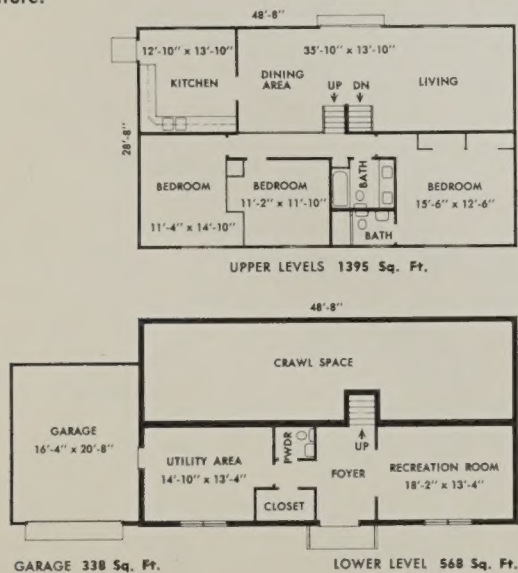 48'-8"
12'-10" x 13'-10"
35'-10" x 13'-10"
KITCHEN
DINING
AREA
UP
DN
LIVING
28'-8"
BEDROOM
11'-4" x 14'-10"
BEDROOM
11'-2" x 11'-10"
BATH
BATH
BEDROOM
15'-6" x 12'-6"
UPPER LEVELS 1395 Sq. Ft.
48'-8"
CRAWL SPACE
GARAGE
16'-4" x 20'-8"
UTILITY AREA
14'-10" x 13'-4"
PWDR
CLOSET
UP
FOYER
RECREATION ROOM
18'-2" x 13'-4"
GARAGE 338 Sq. Ft.
LOWER LEVEL 568 Sq. Ft.